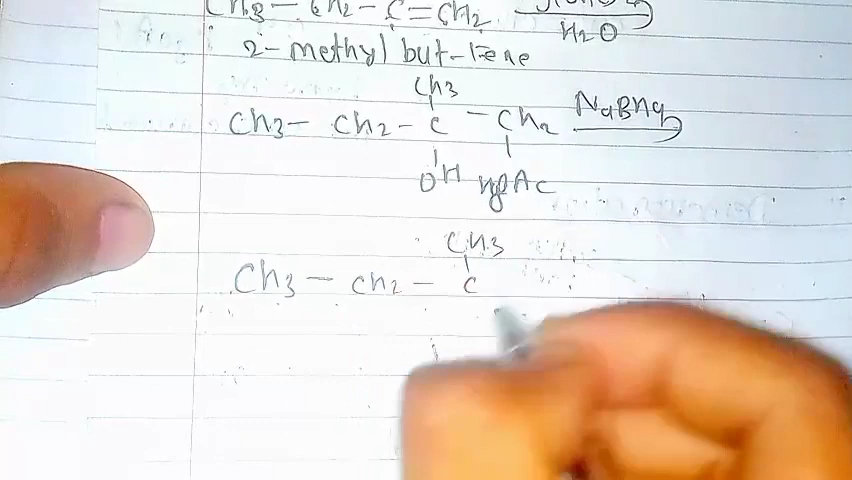 CH3 — CH2 – C = CH2
H2O
2-methyl but-1-ene
CH3
CH3 — CH2 – C – CH2 NaBH4
OH HgAc
CH3
CH3 — CH2 — C